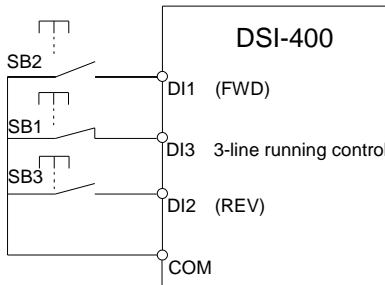 DSI-400
SB2
DI1 (FWD)
SB1
DI3 3-line running control
SB3
DI2 (REV)
COM